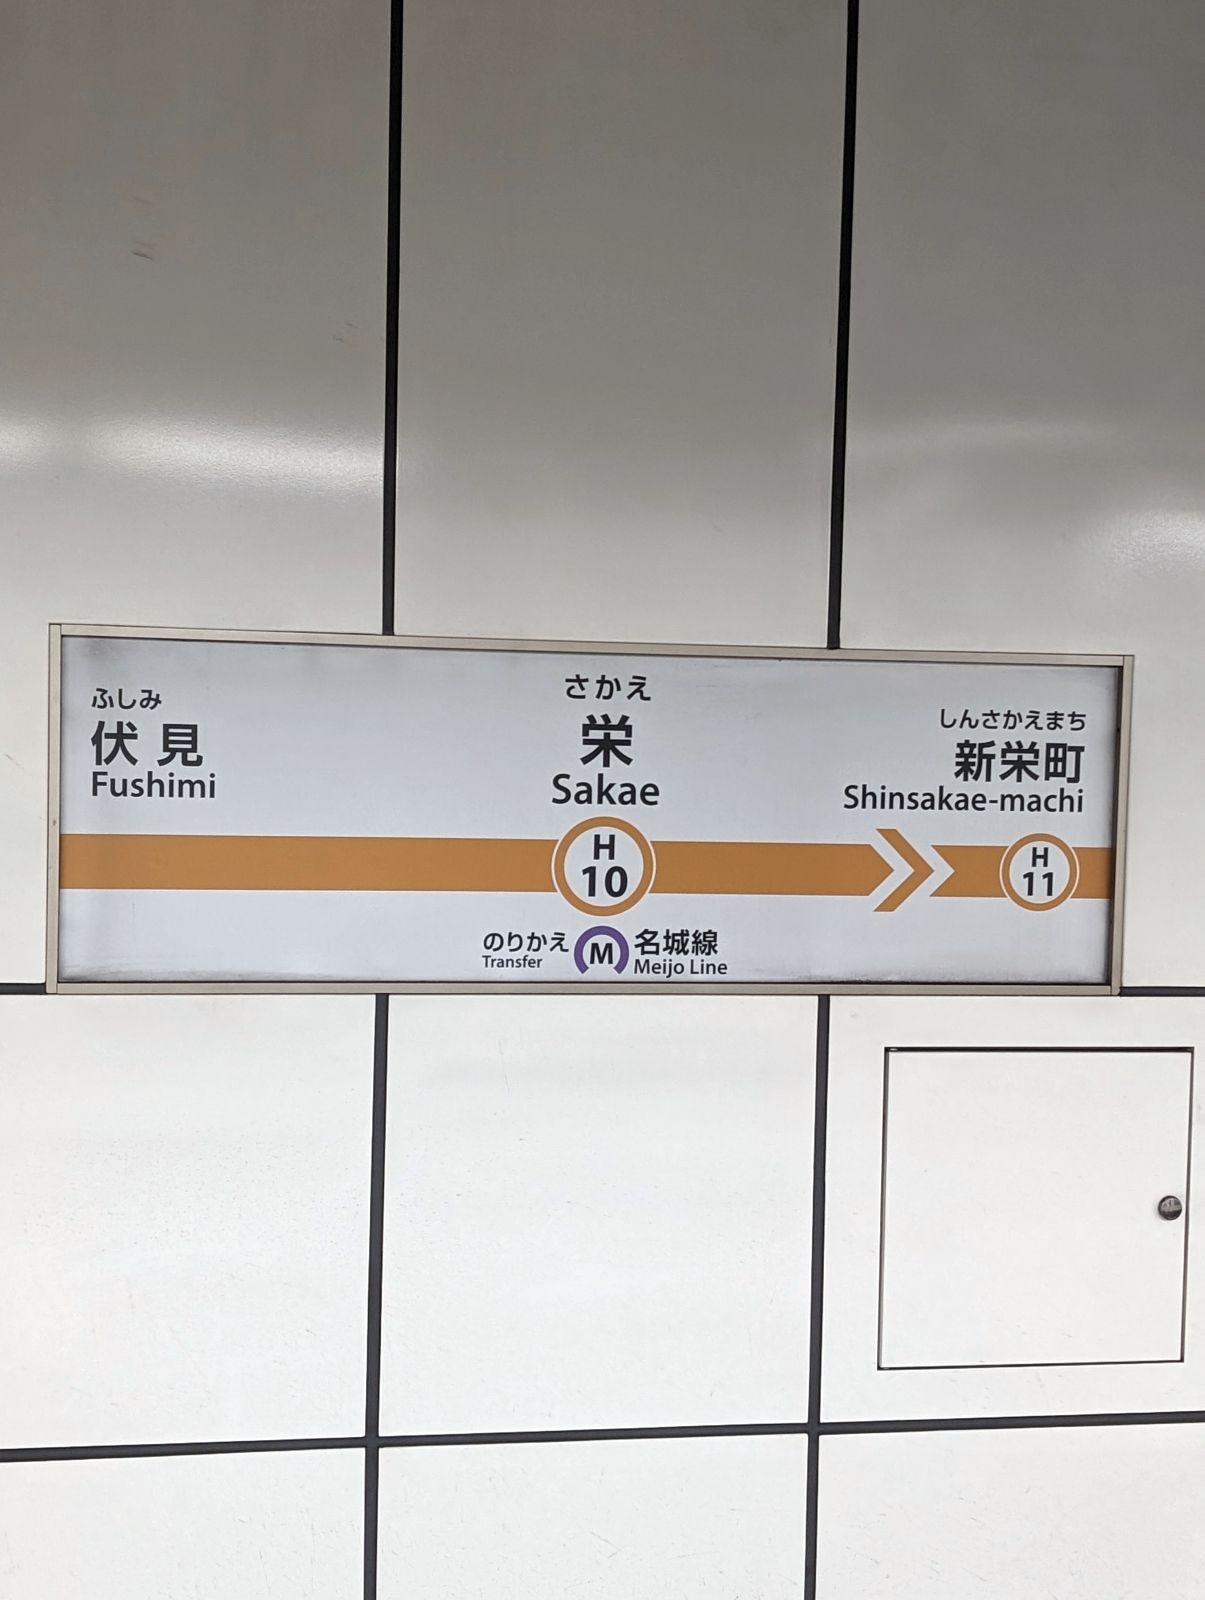 ふしみ
伏見
Fushimi
さかえ
栄
Sakae
しんさかえまち
新栄町
Shinsakae-machi
H
10
H
11
のりかえ
Transfer
M
名城線
Meijo Line